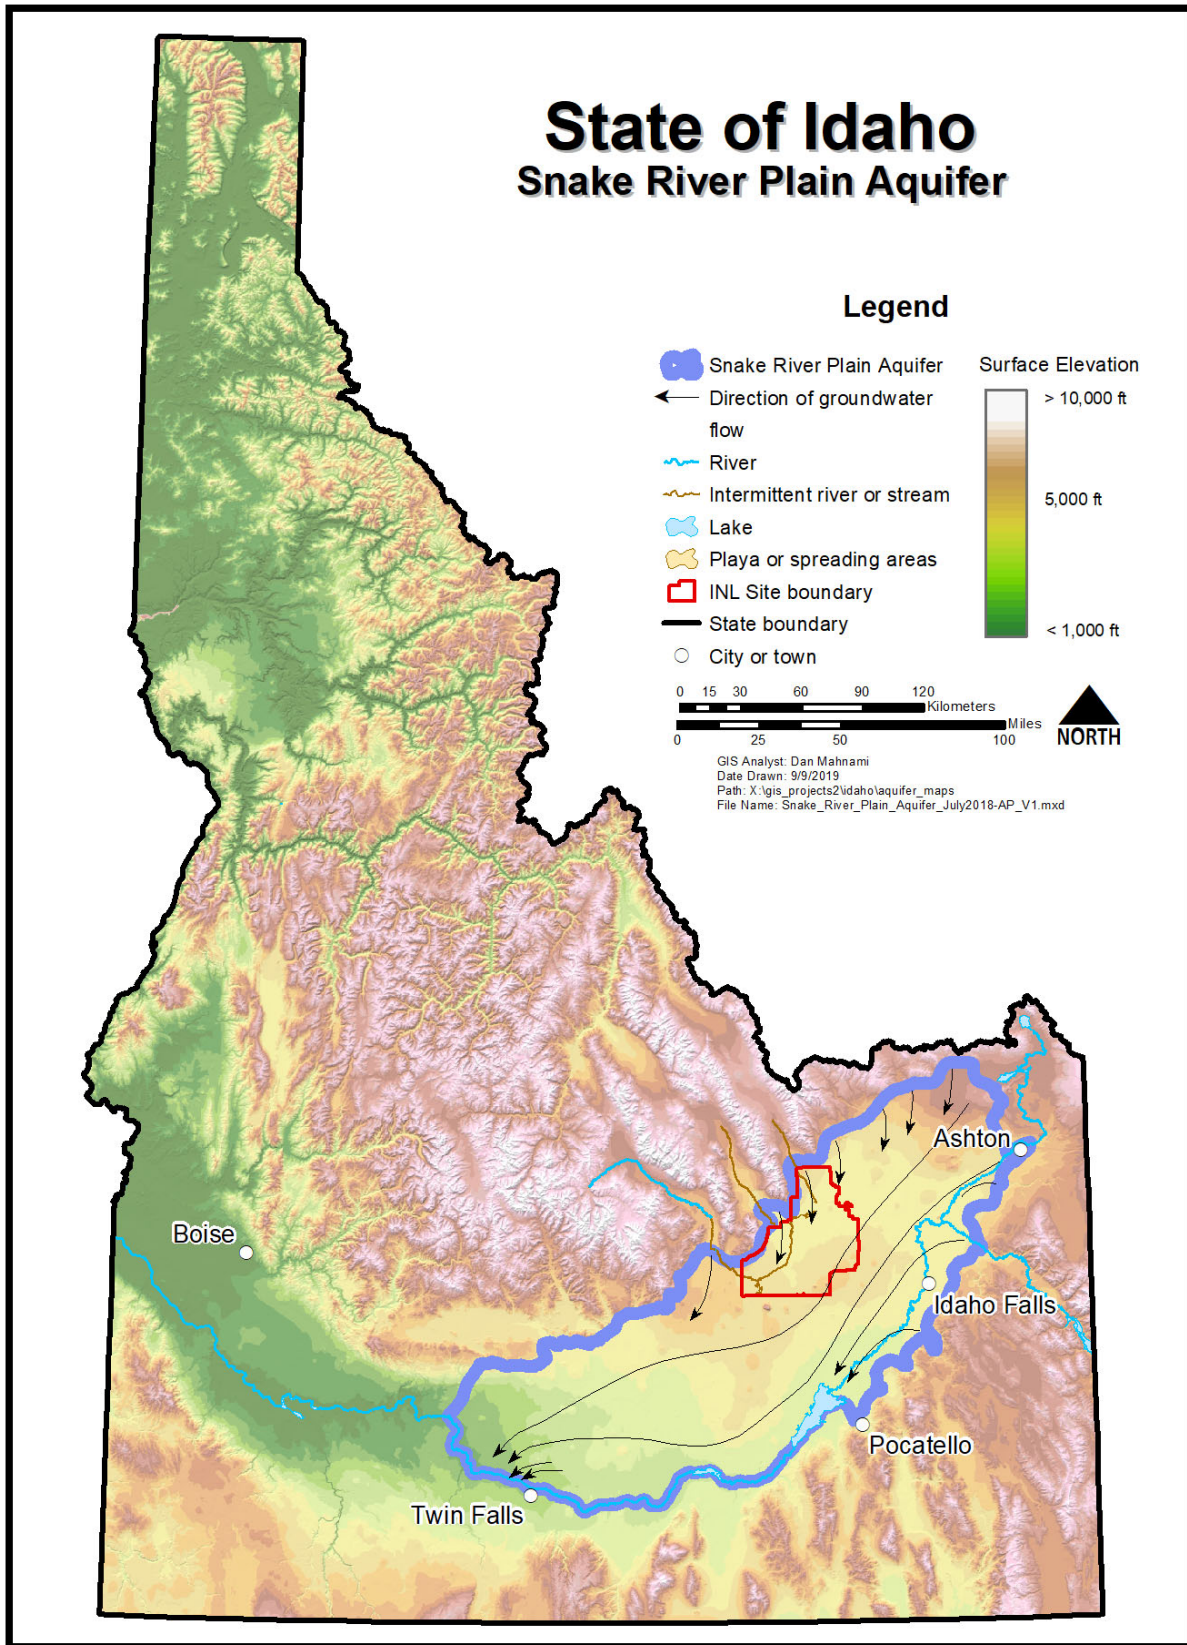 State of Idaho
Snake River Plain Aquifer
Legend
Snake River Plain Aquifer
Direction of groundwater
flow
River
Intermittent river or stream
Lake
Playa or spreading areas
INL Site boundary
State boundary
City or town
Surface Elevation
> 10,000 ft
5,000 ft
< 1,000 ft
0 15 30 60 90 120
Kilometers
Miles
0 25 50 100
NORTH
GIS Analyst: Dan Mahnami
Date Drawn: 9/9/2019
Path: X:\gis_projects2\idaho\aquifer_maps
File Name: Snake_River_Plain_Aquifer_July2018-AP_V1.mxd
Ashton
Boise
Idaho Falls
Pocatello
Twin Falls